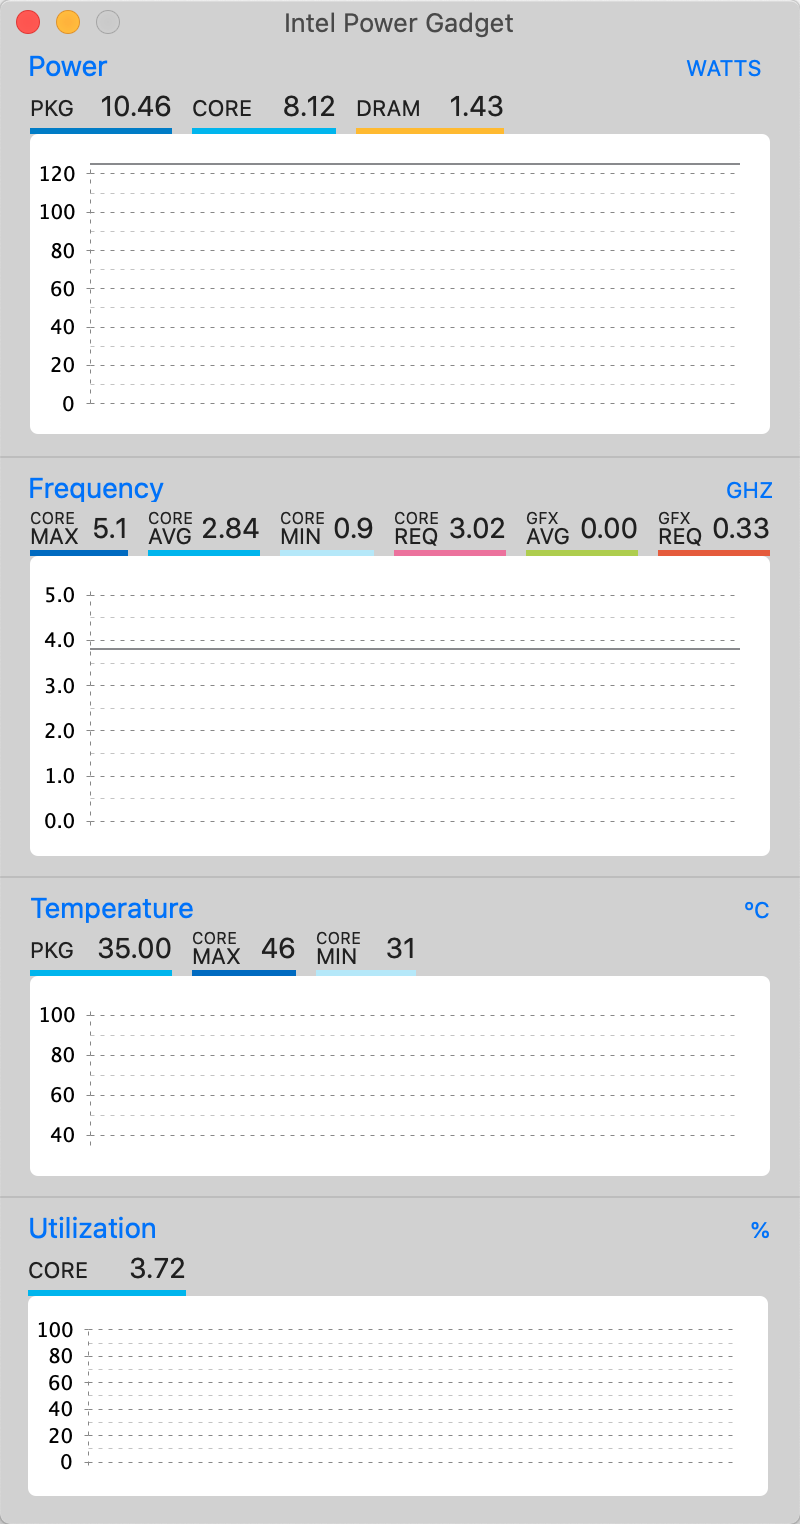 Intel Power Gadget
Power WATTS
PKG 10.46 CORE 8.12 DRAM 1.43
120
100
80
60
40
20
0
Frequency GHZ
CORE MAX 5.1 CORE AVG 2.84 CORE MIN 0.9 CORE REQ 3.02 GFX AVG 0.00 GFX REQ 0.33
5.0
4.0
3.0
2.0
1.0
0.0
Temperature ºC
PKG 35.00 CORE MAX 46 CORE MIN 31
100
80
60
40
Utilization %
CORE 3.72
100
80
60
40
20
0